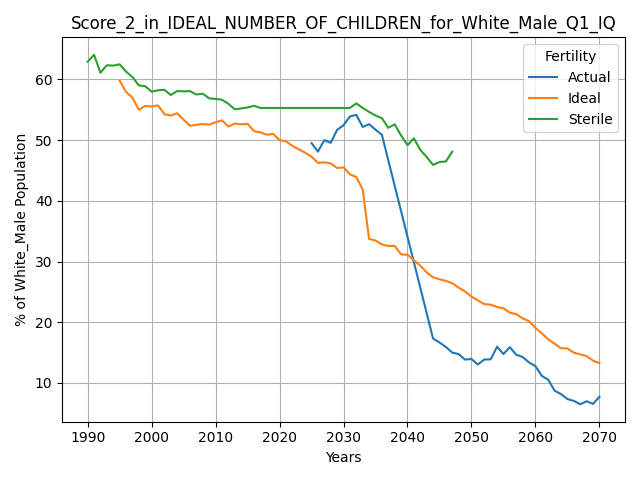 Score_2_in_IDEAL_NUMBER_OF_CHILDREN_for_White_Male_Q1_IQ
Fertility
Actual
Ideal
Sterile
% of White_Male Population
60
50
40
30
20
10
1990 2000 2010 2020 2030 2040 2050 2060 2070
Years